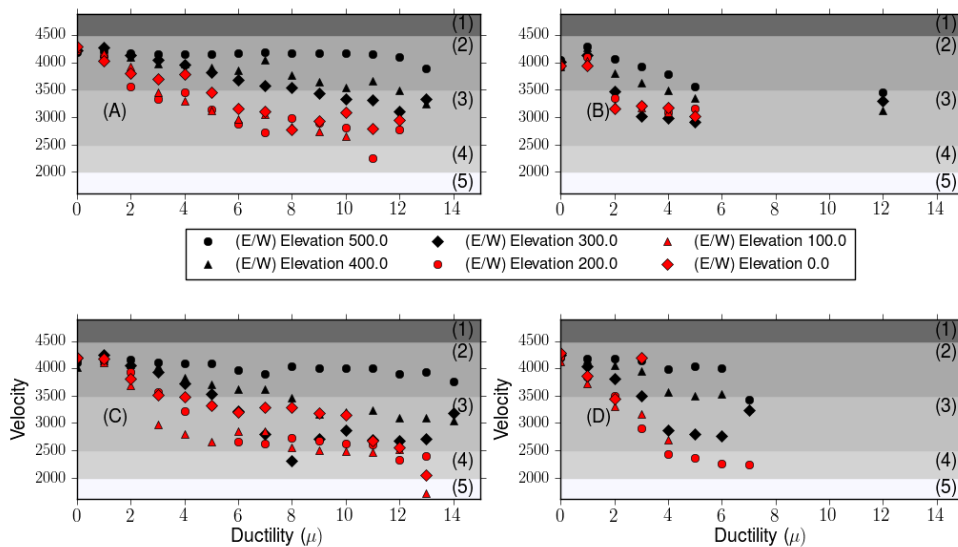 (1)
(1)
4500
4500
(2)
(2)
4000
4000
3500
3500
(3)
(3)
(A)
(B)
3000
3000
2500
2500
(4)
(4)
2000
2000
(5)
(5)
0 2 4 6 8 10 12 14
0 2 4 6 8 10 12 14
(E/W) Elevation 500.0
(E/W) Elevation 300.0
(E/W) Elevation 100.0
(E/W) Elevation 400.0
(E/W) Elevation 200.0
(E/W) Elevation 0.0
(1)
(1)
4500
4500
(2)
(2)
4000
4000
3500
3500
(3)
(3)
(C)
(D)
3000
3000
2500
2500
(4)
(4)
2000
2000
(5)
(5)
Velocity
Velocity
0 2 4 6 8 10 12 14
0 2 4 6 8 10 12 14
Ductility (μ)
Ductility (μ)